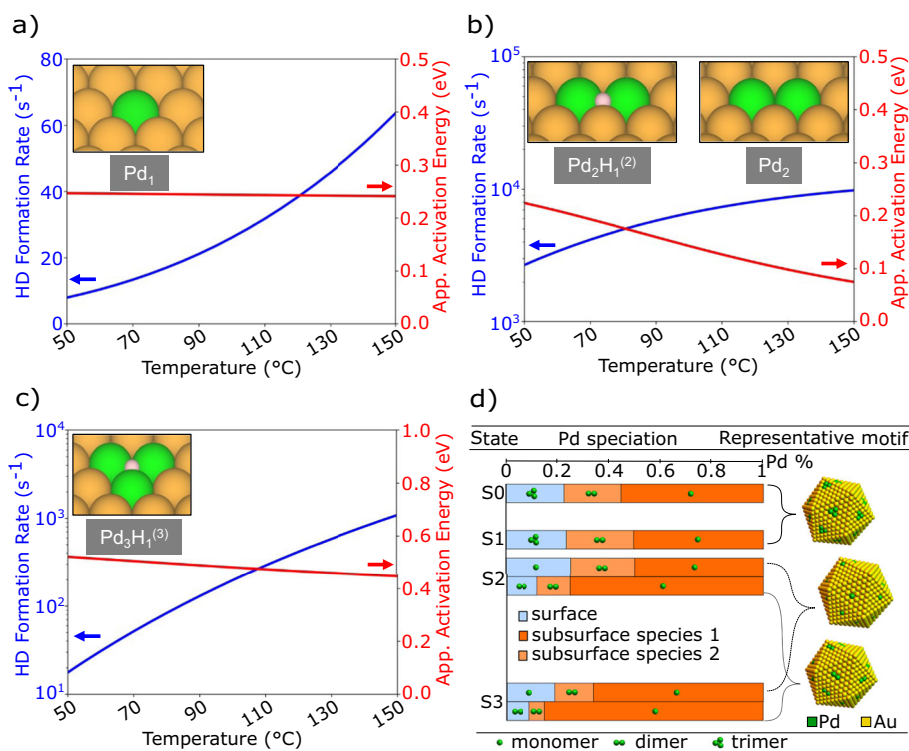 a)
HD Formation Rate (s⁻¹)
80
60
40
20
0
Pd₁
0.5
0.4
0.3
0.2
0.1
0.0
App. Activation Energy (eV)
50 70 90 110 130 150
Temperature (°C)
b)
HD Formation Rate (s⁻¹)
10⁵
10⁴
10³
Pd₂H₁⁽²⁾
Pd₂
0.5
0.4
0.3
0.2
0.1
0.0
App. Activation Energy (eV)
50 70 90 110 130 150
Temperature (°C)
c)
HD Formation Rate (s⁻¹)
10⁴
10³
10²
10¹
Pd₃H₁⁽³⁾
1.0
0.8
0.6
0.4
0.2
0.0
App. Activation Energy (eV)
50 70 90 110 130 150
Temperature (°C)
d)
State Pd speciation Representative motif
0 0.2 0.4 0.6 0.8 1 Pd %
S0
S1
S2
surface
subsurface species 1
subsurface species 2
S3
Pd Au
monomer dimer trimer